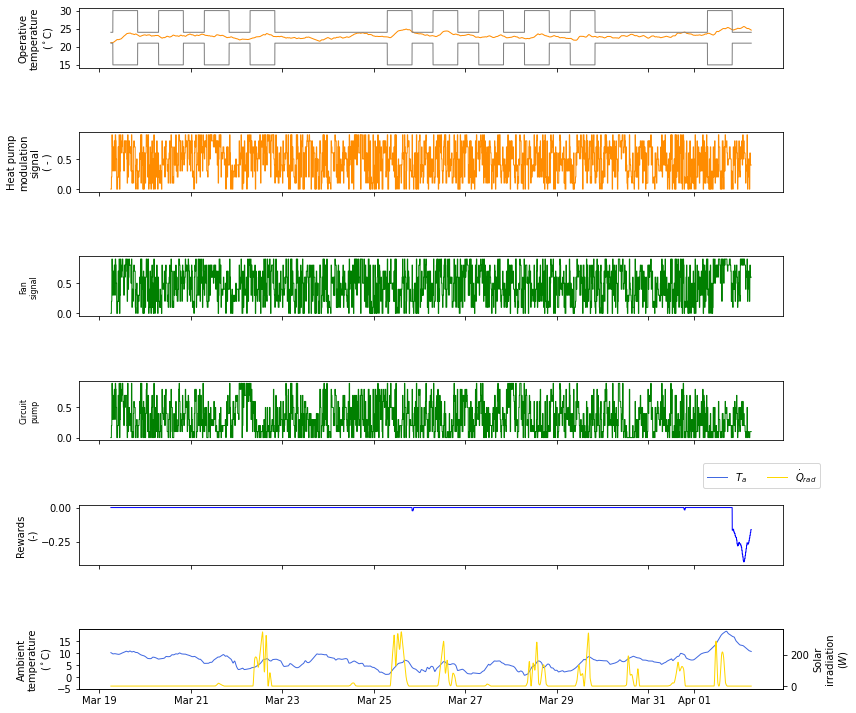 Operative
temperature
(°C)
30
25
20
15
Heat pump
modulation
signal
( - )
0.5
0.0
Fan
signal
0.5
0.0
Circuit
pump
0.5
0.0
T_a
Q̇_rad
Rewards
(-)
0.00
−0.25
Ambient
temperature
(°C)
15
10
5
0
−5
200
0
Solar
irradiation
(W)
Mar 19 Mar 21 Mar 23 Mar 25 Mar 27 Mar 29 Mar 31 Apr 01